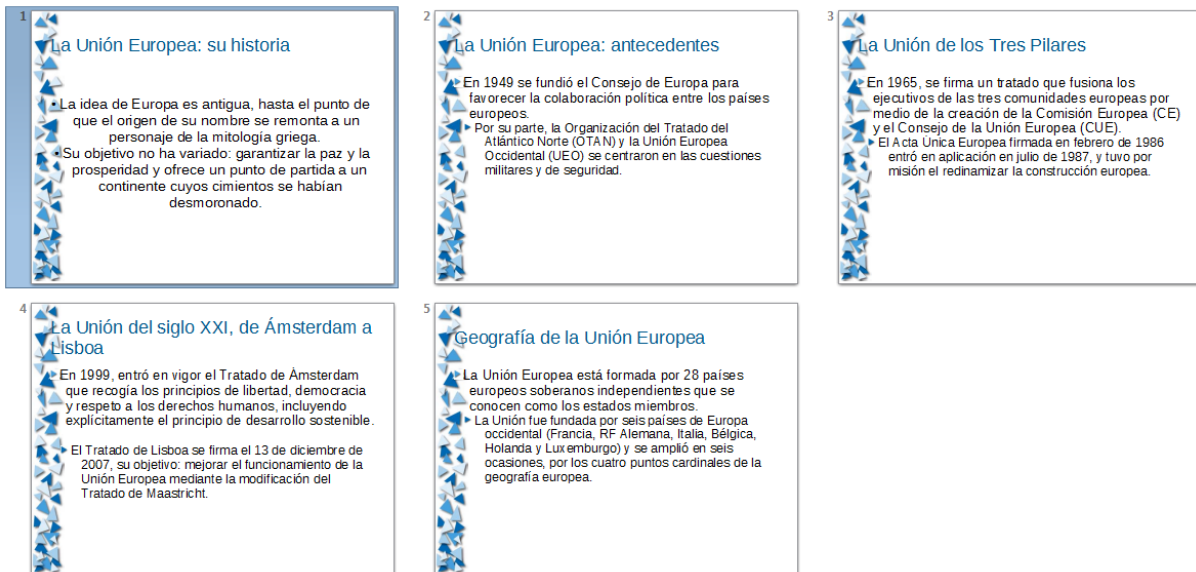 1
La Unión Europea: su historia
• La idea de Europa es antigua, hasta el punto de
que el origen de su nombre se remonta a un
personaje de la mitología griega.
• Su objetivo no ha variado: garantizar la paz y la
prosperidad y ofrece un punto de partida a un
continente cuyos cimientos se habían
desmoronado.
2
La Unión Europea: antecedentes
En 1949 se fundió el Consejo de Europa para
favorecer la colaboración política entre los países
europeos.
Por su parte, la Organización del Tratado del
Atlántico Norte (OTAN) y la Unión Europea
Occidental (UEO) se centraron en las cuestiones
militares y de seguridad.
3
La Unión de los Tres Pilares
En 1965, se firma un tratado que fusiona los
ejecutivos de las tres comunidades europeas por
medio de la creación de la Comisión Europea (CE)
y el Consejo de la Unión Europea (CUE).
El Acta Única Europea firmada en febrero de 1986
entró en aplicación en julio de 1987, y tuvo por
misión el redinamizar la construcción europea.
4
La Unión del siglo XXI, de Ámsterdam a
Lisboa
En 1999, entró en vigor el Tratado de Ámsterdam
que recogía los principios de libertad, democracia
y respeto a los derechos humanos, incluyendo
explícitamente el principio de desarrollo sostenible.
El Tratado de Lisboa se firma el 13 de diciembre de
2007, su objetivo: mejorar el funcionamiento de la
Unión Europea mediante la modificación del
Tratado de Maastricht.
5
Geografía de la Unión Europea
La Unión Europea está formada por 28 países
europeos soberanos independientes que se
conocen como los estados miembros.
La Unión fue fundada por seis países de Europa
occidental (Francia, RF Alemana, Italia, Bélgica,
Holanda y Luxemburgo) y se amplió en seis
ocasiones, por los cuatro puntos cardinales de la
geografía europea.